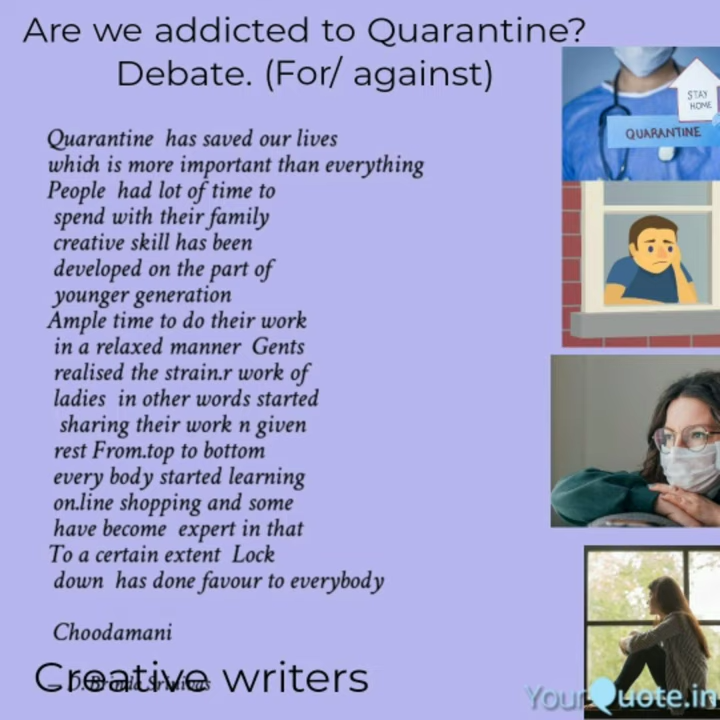 Are we addicted to Quarantine?
Debate. (For/ against)
STAY
HOME
QUARANTINE
Quarantine has saved our lives
which is more important than everything
People had lot of time to
spend with their family
creative skill has been
developed on the part of
younger generation
Ample time to do their work
in a relaxed manner Gents
realised the strain.r work of
ladies in other words started
sharing their work n given
rest From.top to bottom
every body started learning
on.line shopping and some
have become expert in that
To a certain extent Lock
down has done favour to everybody
Choodamani
Creative writers
YourQuote.in